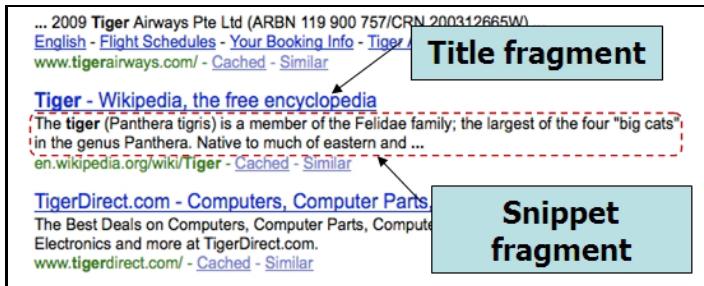 ... 2009 Tiger Airways Pte Ltd (ARBN 119 900 757/CRN 200312665W) ...
English - Flight Schedules - Your Booking Info - Tiger
www.tigerairways.com/ - Cached - Similar
Title fragment
Tiger - Wikipedia, the free encyclopedia
The tiger (Panthera tigris) is a member of the Felidae family; the largest of the four "big cats"
in the genus Panthera. Native to much of eastern and ...
en.wikipedia.org/wiki/Tiger - Cached - Similar
TigerDirect.com - Computers, Computer Parts,
The Best Deals on Computers, Computer Parts,
Electronics and more at TigerDirect.com.
www.tigerdirect.com/ - Cached - Similar
Snippet
fragment